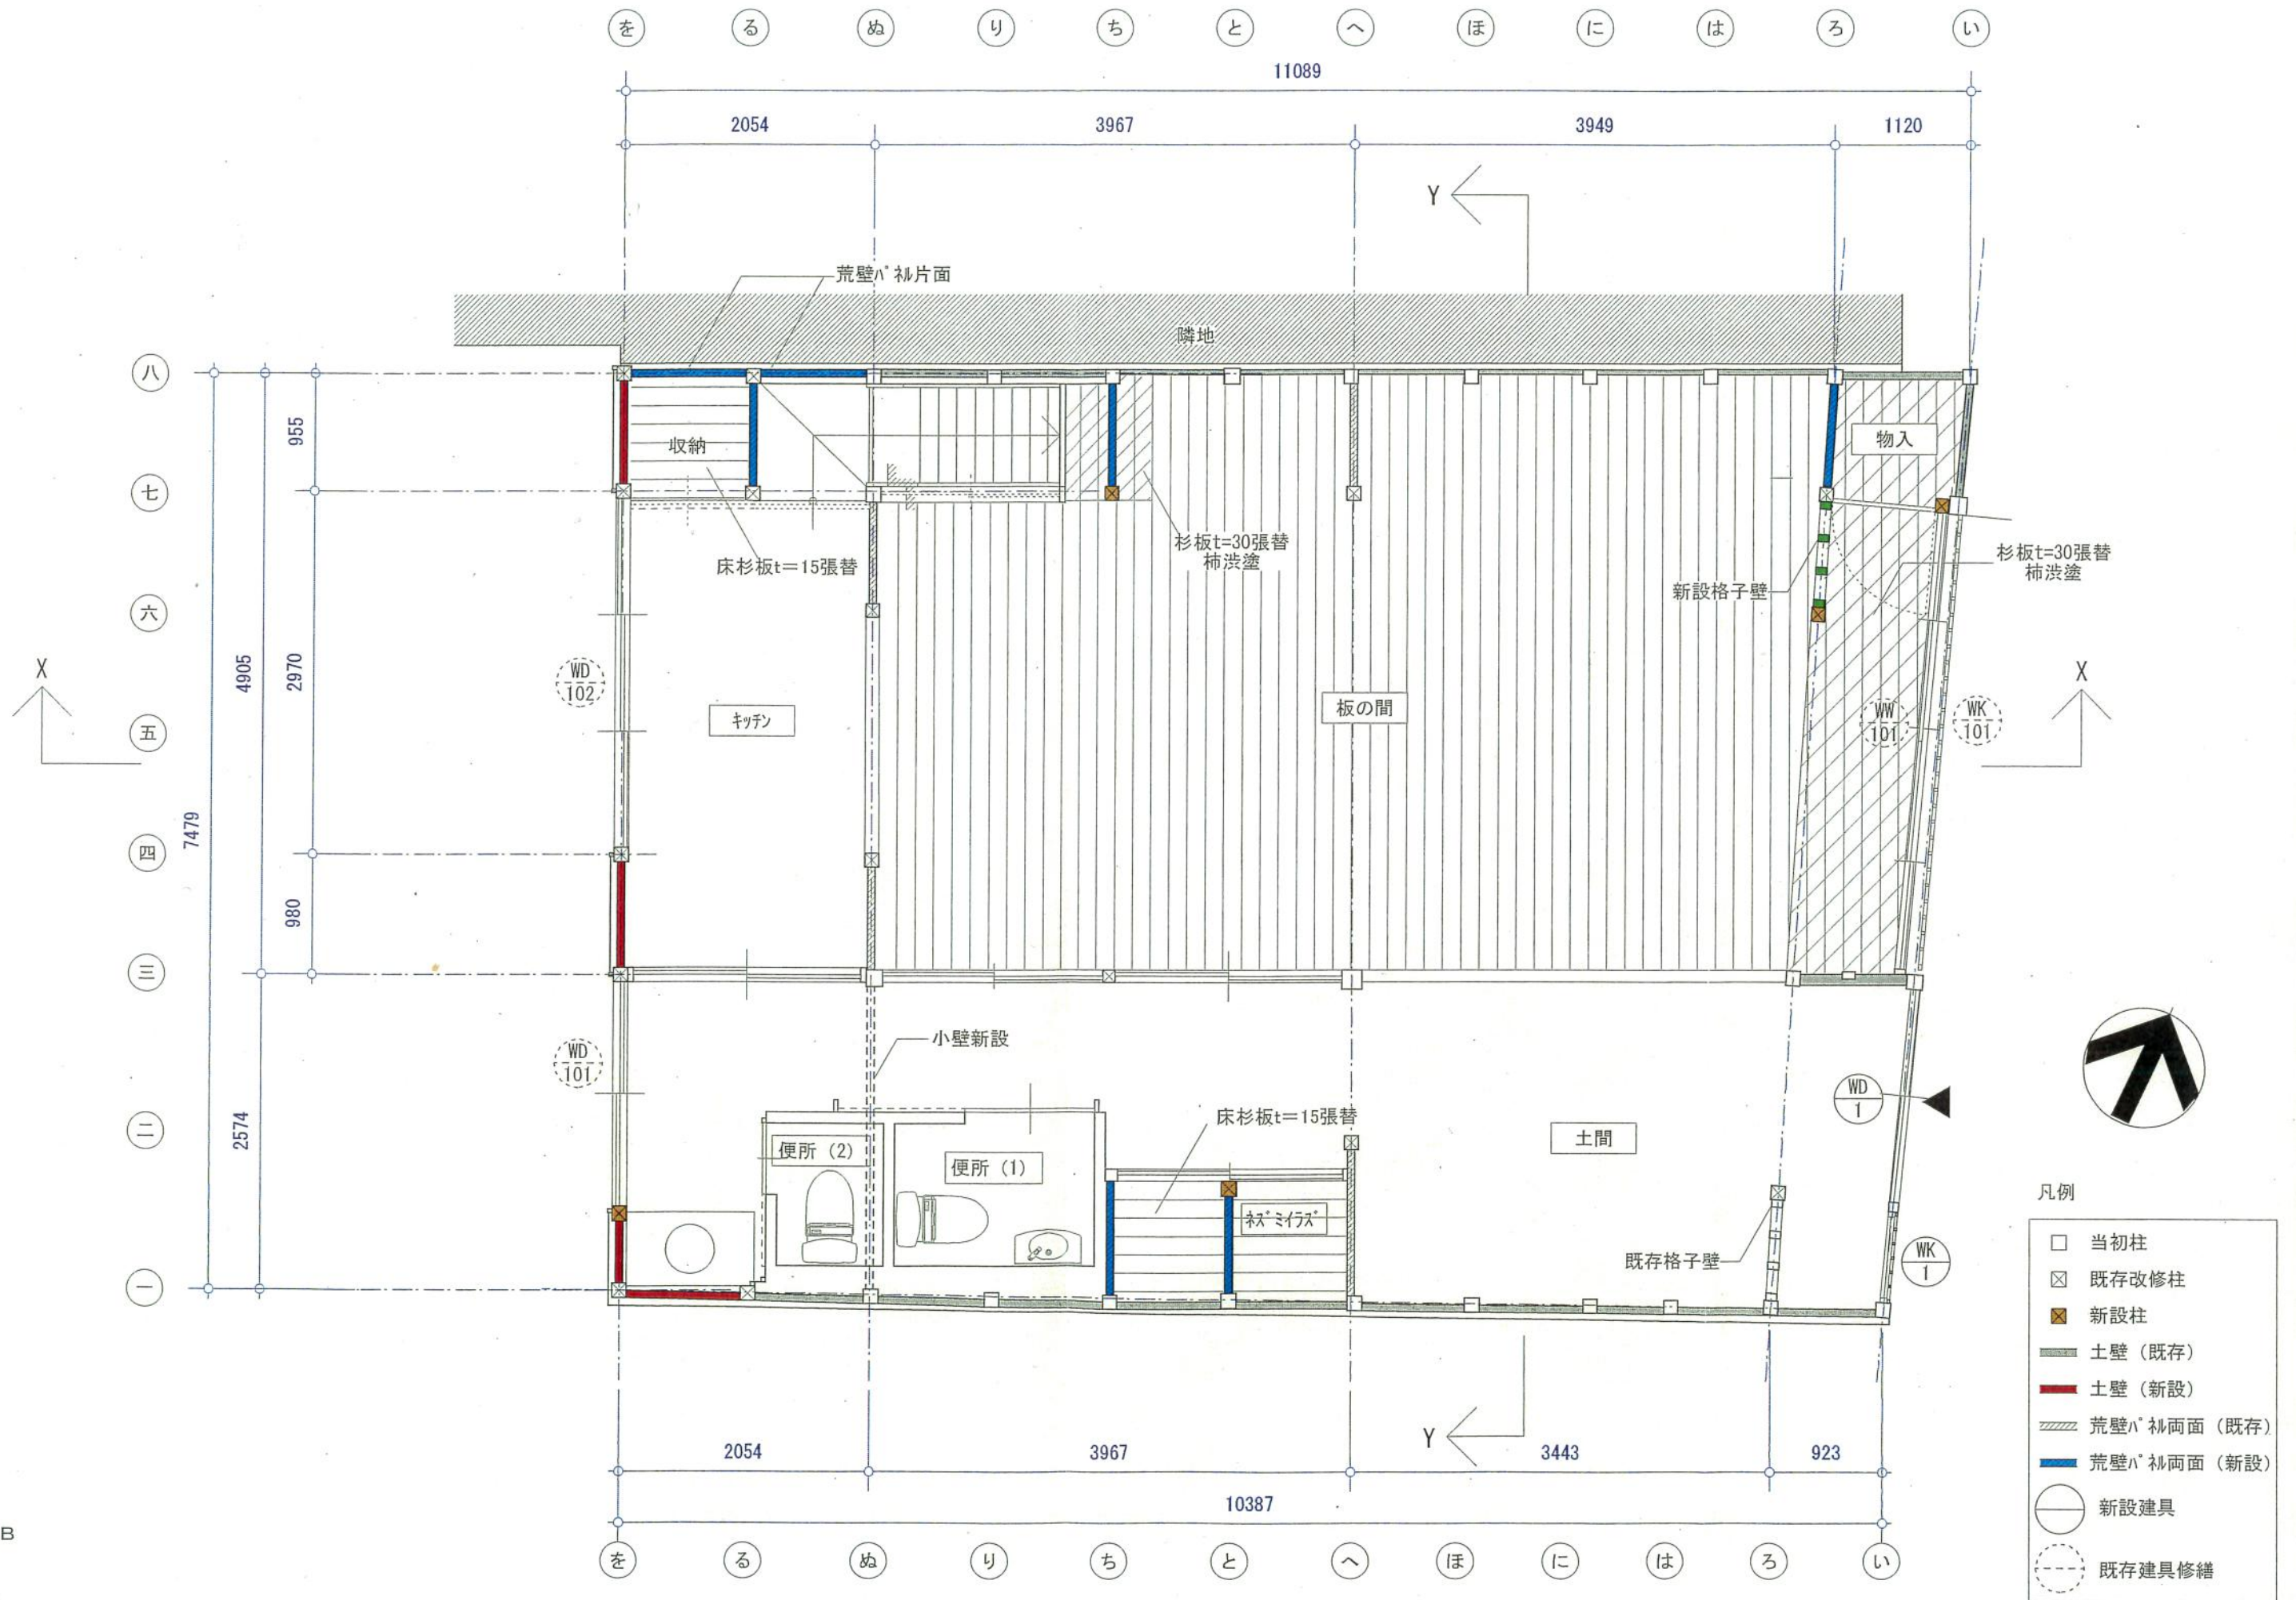 を る ぬ り ち と へ ほ に は ろ い
11089
2054 3967 3949 1120
Y
荒壁ﾊﾟﾈﾙ片面
隣地
八
955
収納
物入
七
杉板t=30張替
柿渋塗
床杉板t=15張替
杉板t=30張替
柿渋塗
新設格子壁
六
X
4905
2970
WD
102
キッチン
板の間
WW
101
WK
101
X
五
7479
四
980
三
小壁新設
WD
101
WD
1
二
2574
床杉板t=15張替
便所（2）
便所（1）
土間
ﾈｽﾞﾐｲﾗｽﾞ
既存格子壁
WK
1
一
凡例
当初柱
既存改修柱
新設柱
土壁（既存）
土壁（新設）
荒壁ﾊﾟﾈﾙ両面（既存）
荒壁ﾊﾟﾈﾙ両面（新設）
新設建具
既存建具修繕
Y
2054 3967 3443 923
10387
B
を る ぬ り ち と へ ほ に は ろ い